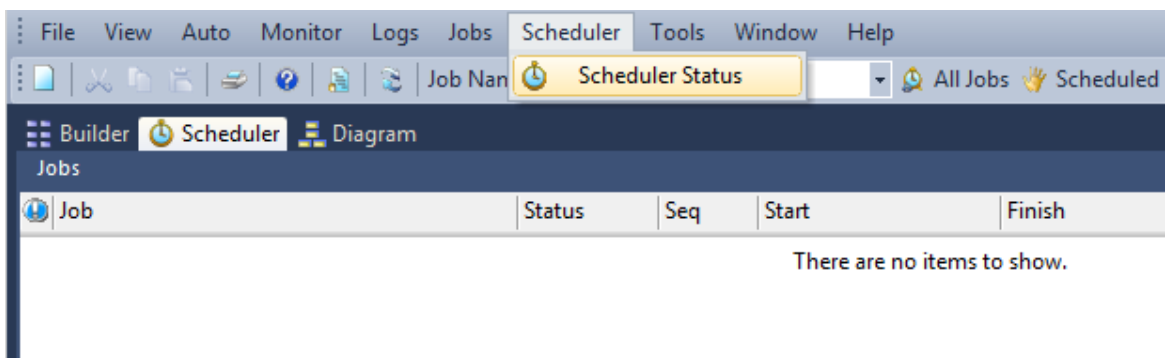 File View Auto Monitor Logs Jobs Scheduler Tools Window Help
Job Nan Scheduler Status All Jobs Scheduled
Builder Scheduler Diagram
Jobs
Job Status Seq Start Finish
There are no items to show.